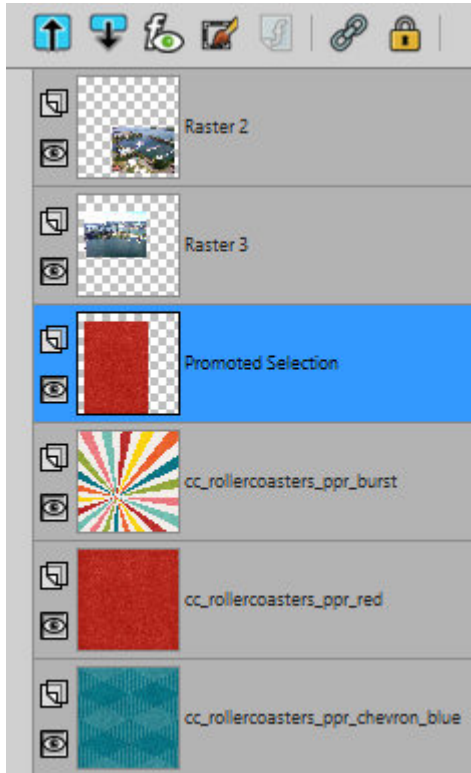 Raster 2
Raster 3
Promoted Selection
cc_rollercoasters_ppr_burst
cc_rollercoasters_ppr_red
cc_rollercoasters_ppr_chevron_blue